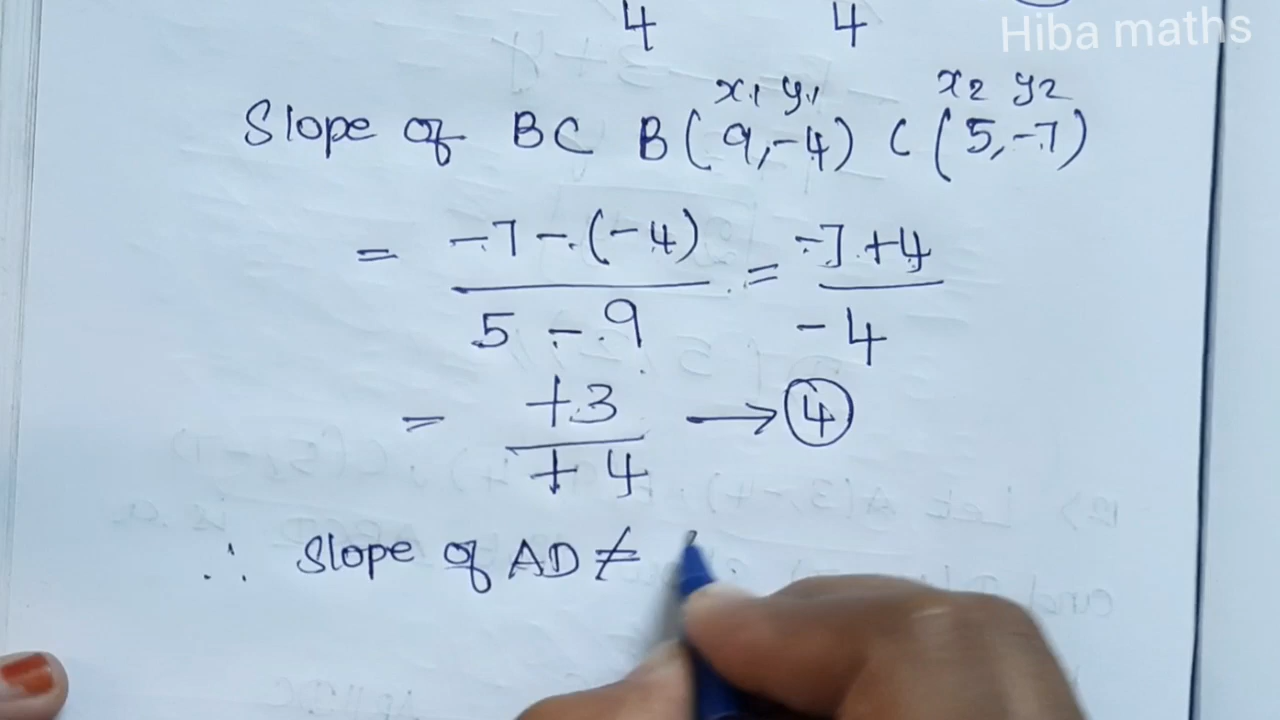 4 4
Hiba maths
x1 y1 x2 y2
Slope of BC B(9,-4) C(5,-7)
= -7-(-4) = -7+4
5-9 -4
= +3 → 4
+4
∴ Slope of AD ≠